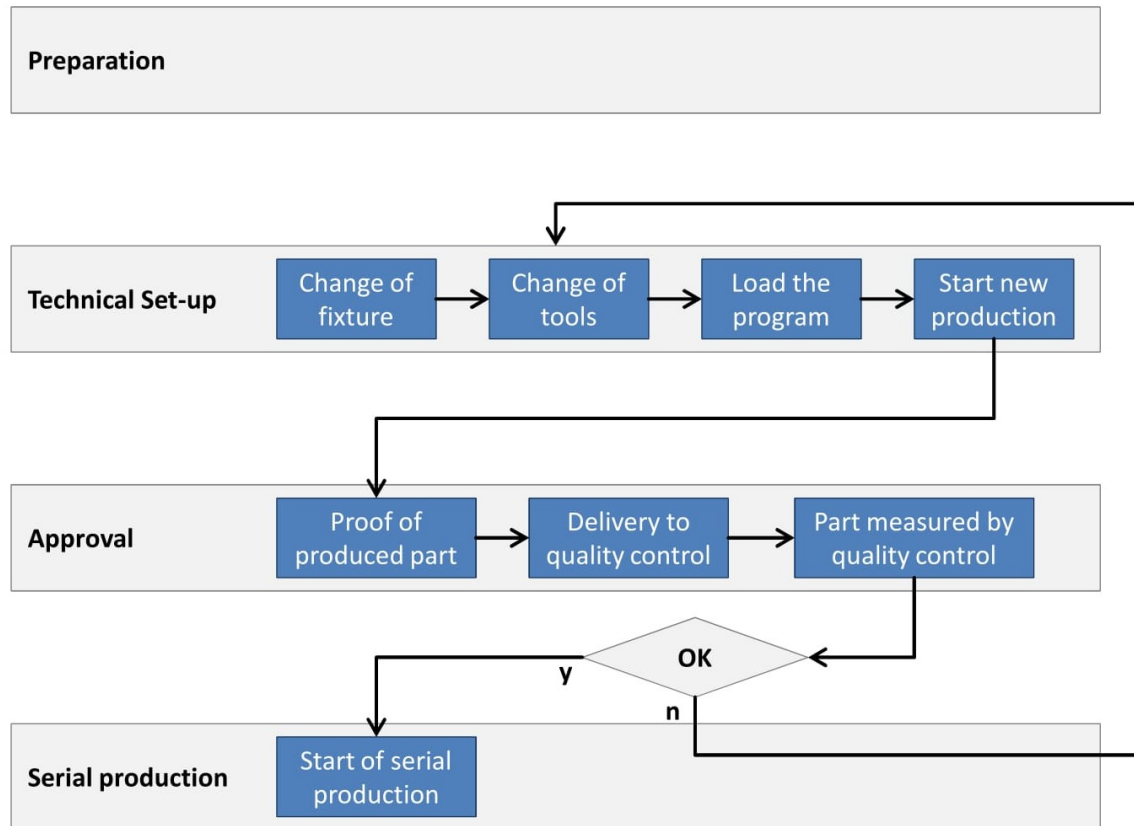 Preparation
Technical Set-up
Change of
fixture
Change of
tools
Load the
program
Start new
production
Approval
Proof of
produced part
Delivery to
quality control
Part measured by
quality control
OK
y
n
Serial production
Start of serial
production